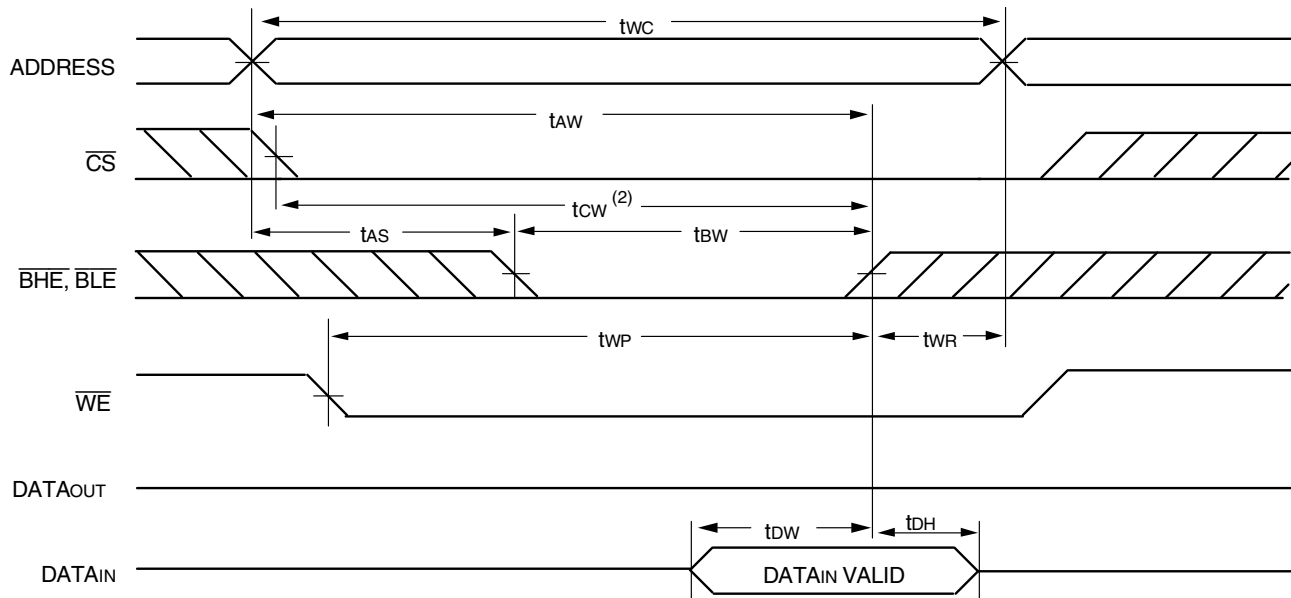 tWC
ADDRESS
tAW
CS
tCW (2)
tAS
tBW
BHE, BLE
tWP
tWR
WE
DATAOUT
tDW
tDH
DATAIN
DATAIN VALID